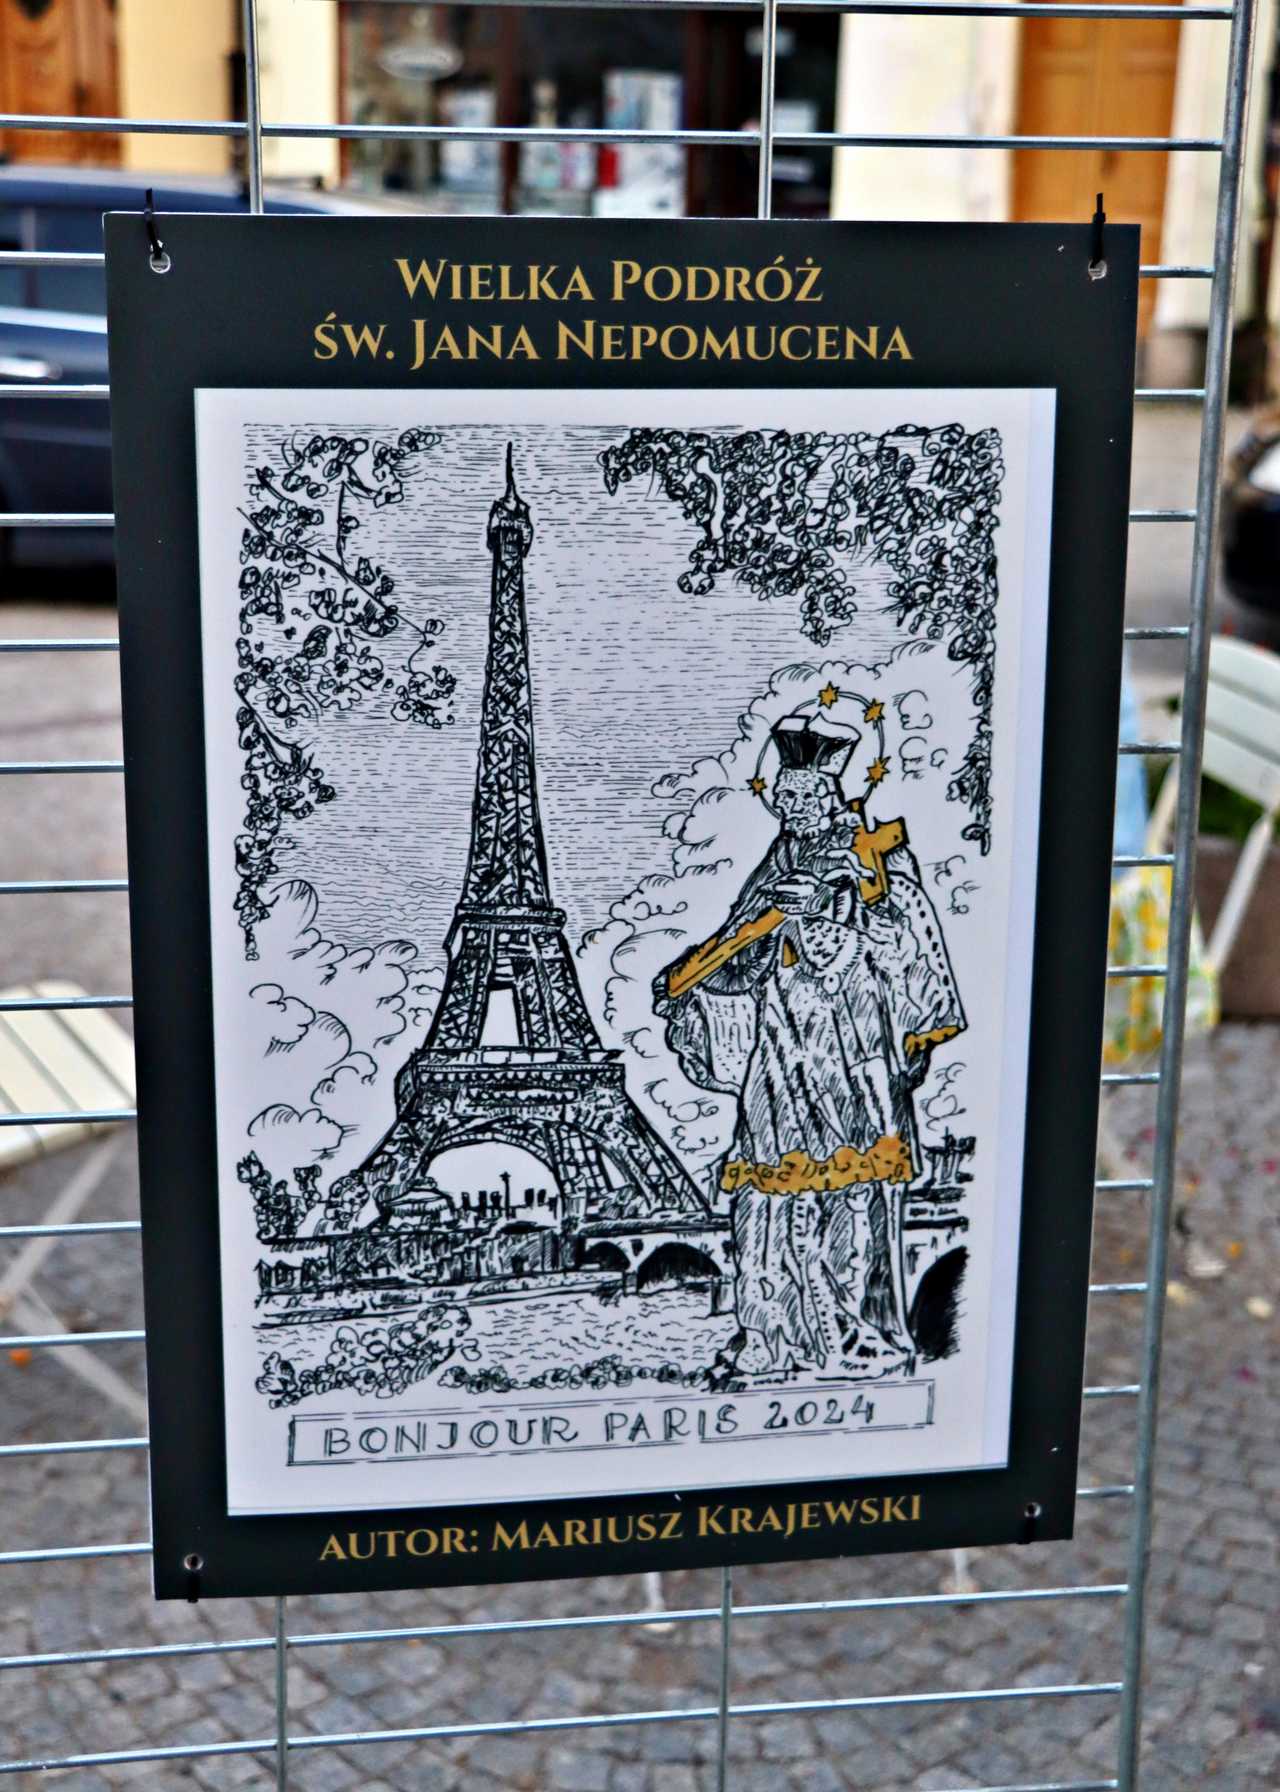 Wielka Podróż
św. Jana Nepomucena
BONJOUR PARIS 2024
autor: Mariusz Krajewski